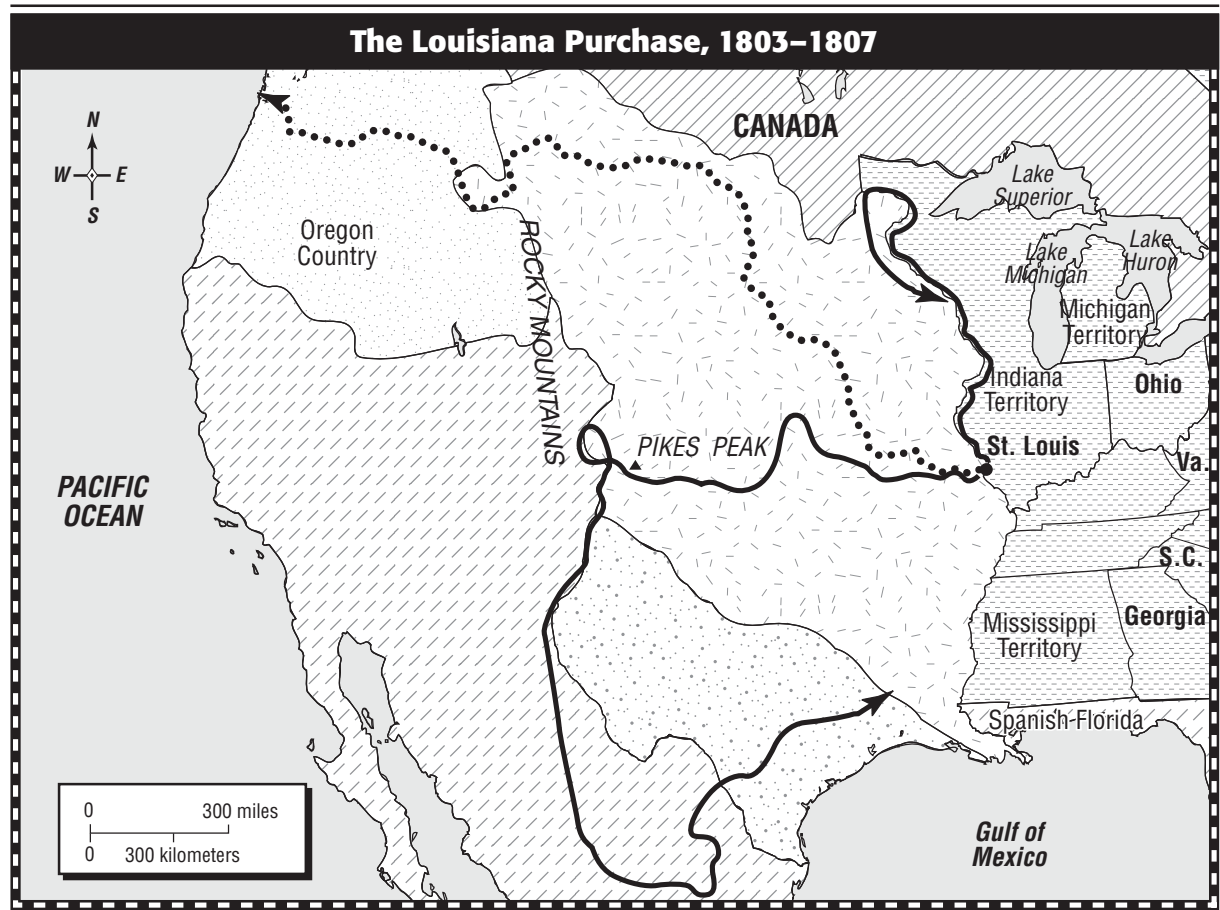 The Louisiana Purchase, 1803–1807
CANADA
N
W
E
S
Lake
Superior
Oregon
Country
Lake
Michigan
Lake
Huron
ROCKY MOUNTAINS
Michigan
Territory
Indiana
Territory
Ohio
PIKES PEAK
St. Louis
Va.
PACIFIC
OCEAN
S.C.
Mississippi
Territory
Georgia
Spanish Florida
0 300 miles
0 300 kilometers
Gulf of
Mexico